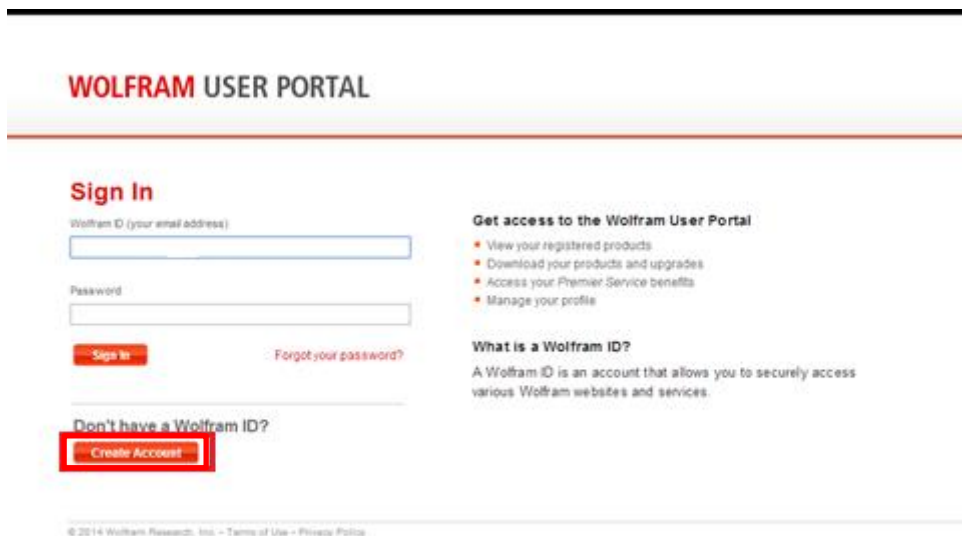 WOLFRAM USER PORTAL
Sign In
Wolfram ID (your email address)
Password
Sign In
Forgot your password?
Don't have a Wolfram ID?
Create Account
Get access to the Wolfram User Portal
View your registered products
Download your products and upgrades
Access your Premier Service benefits
Manage your profile
What is a Wolfram ID?
A Wolfram ID is an account that allows you to securely access
various Wolfram websites and services.
© 2014 Wolfram Research, Inc. – Terms of Use – Privacy Policy